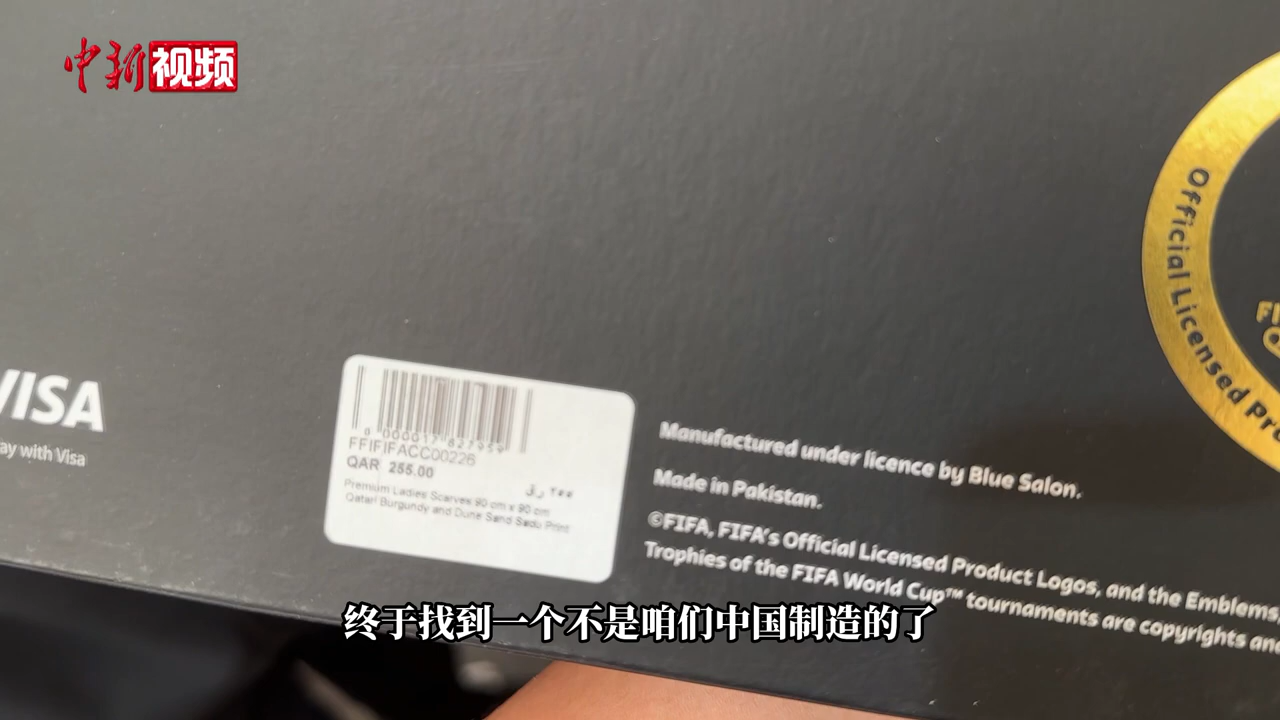 中新视频
Official Licensed Pro
VISA
ay with Visa
FFIFIFACC00226
QAR 255.00
ر.ق ٢٥٥
Premium Ladies Scarves 90 cm x 90 cm
Qatari Burgundy and Dune Sand Sadu Print
Manufactured under licence by Blue Salon.
Made in Pakistan.
©FIFA, FIFA's Official Licensed Product Logos, and the Emblems
Trophies of the FIFA World Cup™ tournaments are copyrights an
终于找到一个不是咱们中国制造的了